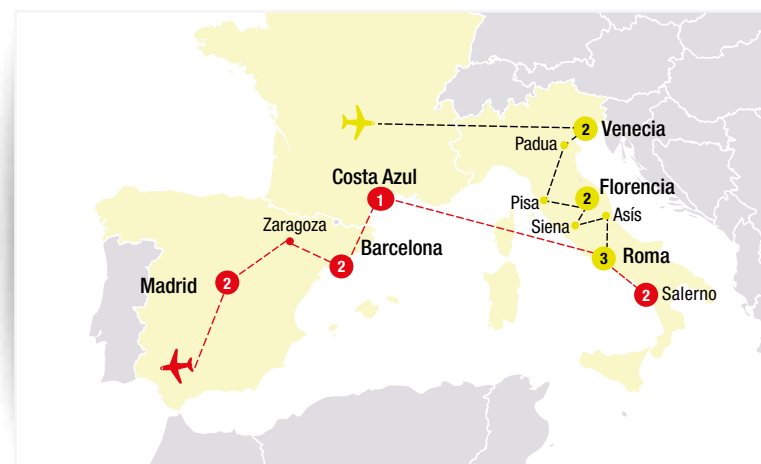 2 Venecia
Padua
Costa Azul
1
2
Florencia
Pisa
Asís
Siena
Zaragoza
Barcelona
2
Roma
3
Madrid 2
2 Salerno